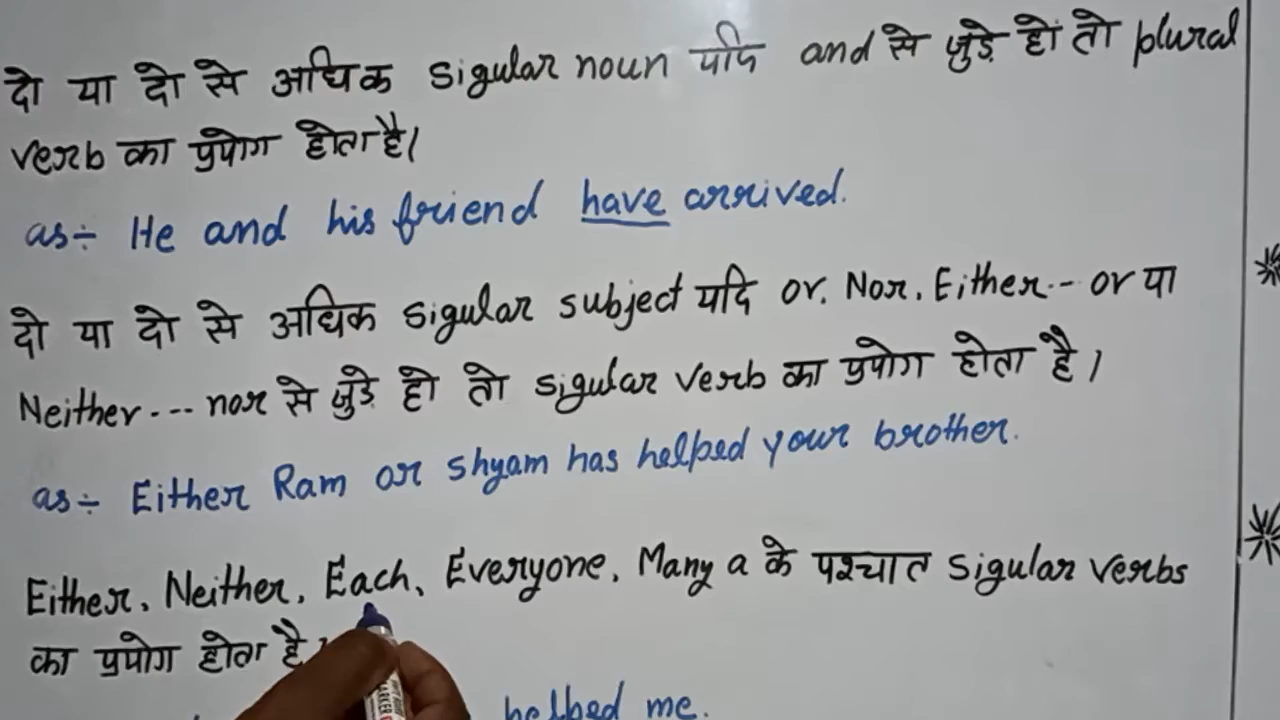 दो या दो से अधिक sigular noun यदि and से जुड़े हो तो plural
verb का प्रयोग होता है।
as÷ He and his friend have arrived.
दो या दो से अधिक sigular subject यदि or. Nor, Either.-- or या
Neither.--- nor से जुड़े हो तो sigular verb का प्रयोग होता है।
as÷ Either Ram or shyam has helped your brother.
Either, Neither, Each, Everyone, Many a के पश्चात sigular verbs
का प्रयोग होता है
helped me.
MARKER